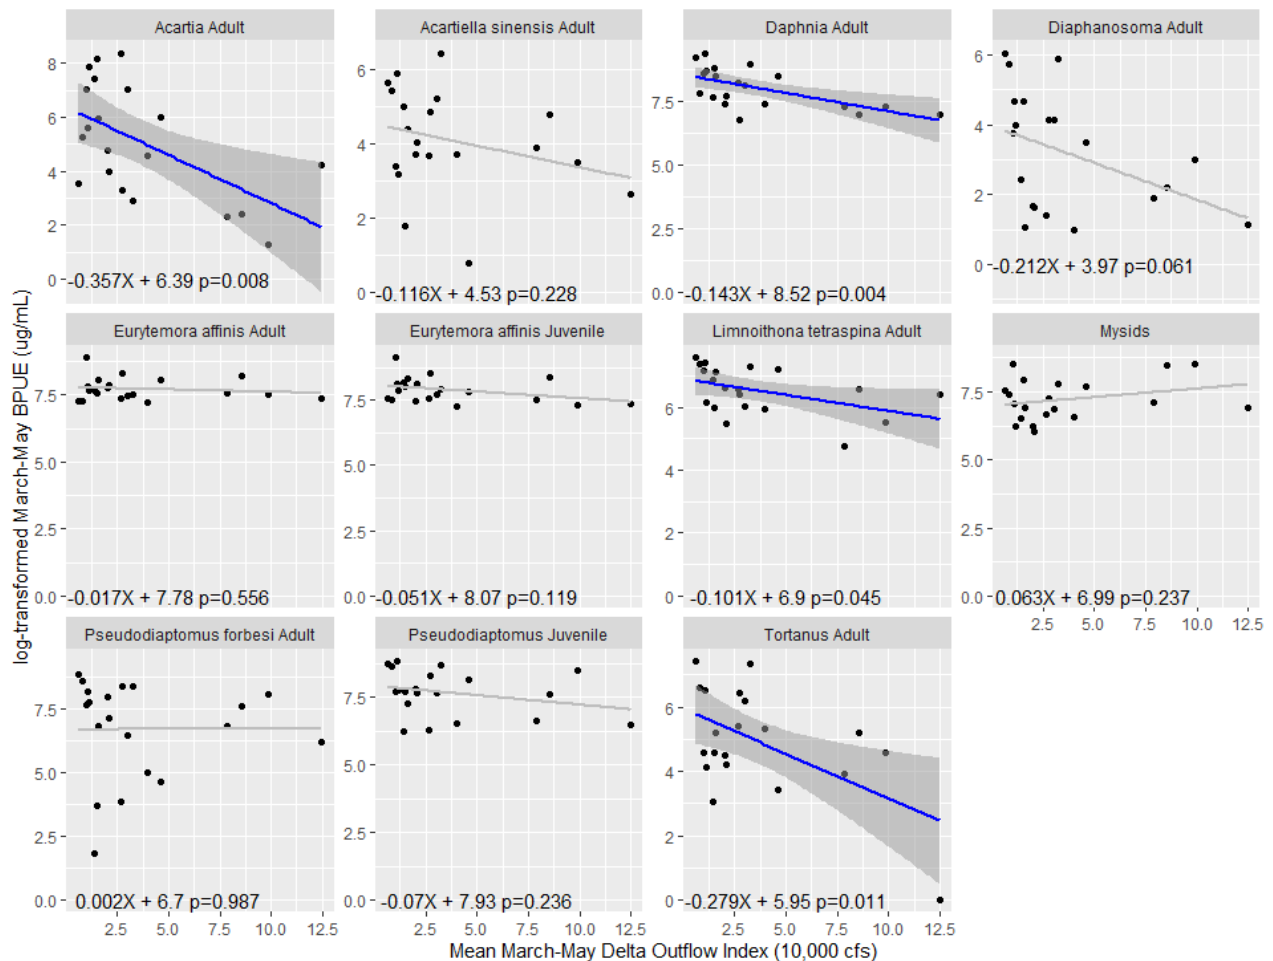 Acartia Adult
Acartiella sinensis Adult
Daphnia Adult
Diaphanosoma Adult
8
6
4
2
0
-0.357X + 6.39 p=0.008
6
4
2
0.0
-0.116X + 4.53 p=0.228
7.5
5.0
2.5
0.0
-0.143X + 8.52 p=0.004
6
4
2
0
-0.212X + 3.97 p=0.061
log-transformed March-May BPUE (ug/mL)
Eurytemora affinis Adult
Eurytemora affinis Juvenile
Limnoithona tetraspina Adult
Mysids
7.5
5.0
2.5
0.0
-0.017X + 7.78 p=0.556
7.5
5.0
2.5
0.0
-0.051X + 8.07 p=0.119
6
4
2
0
-0.101X + 6.9 p=0.045
7.5
5.0
2.5
0.0
0.063X + 6.99 p=0.237
2.5 5.0 7.5 10.0 12.5
Pseudodiaptomus forbesi Adult
Pseudodiaptomus Juvenile
Tortanus Adult
7.5
5.0
2.5
0.0
0.002X + 6.7 p=0.987
7.5
5.0
2.5
0.0
-0.07X + 7.93 p=0.236
6
4
2
0
-0.279X + 5.95 p=0.011
2.5 5.0 7.5 10.0 12.5
2.5 5.0 7.5 10.0 12.5
2.5 5.0 7.5 10.0 12.5
Mean March-May Delta Outflow Index (10,000 cfs)